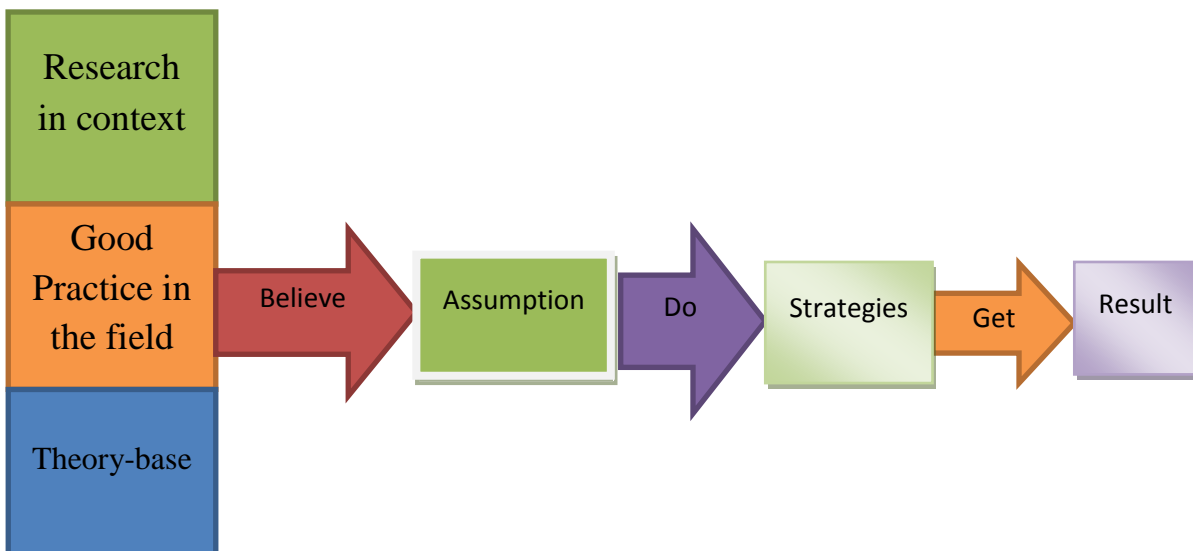 Research
in context
Good
Practice in
the field
Theory-base
Believe
Assumption
Do
Strategies
Get
Result